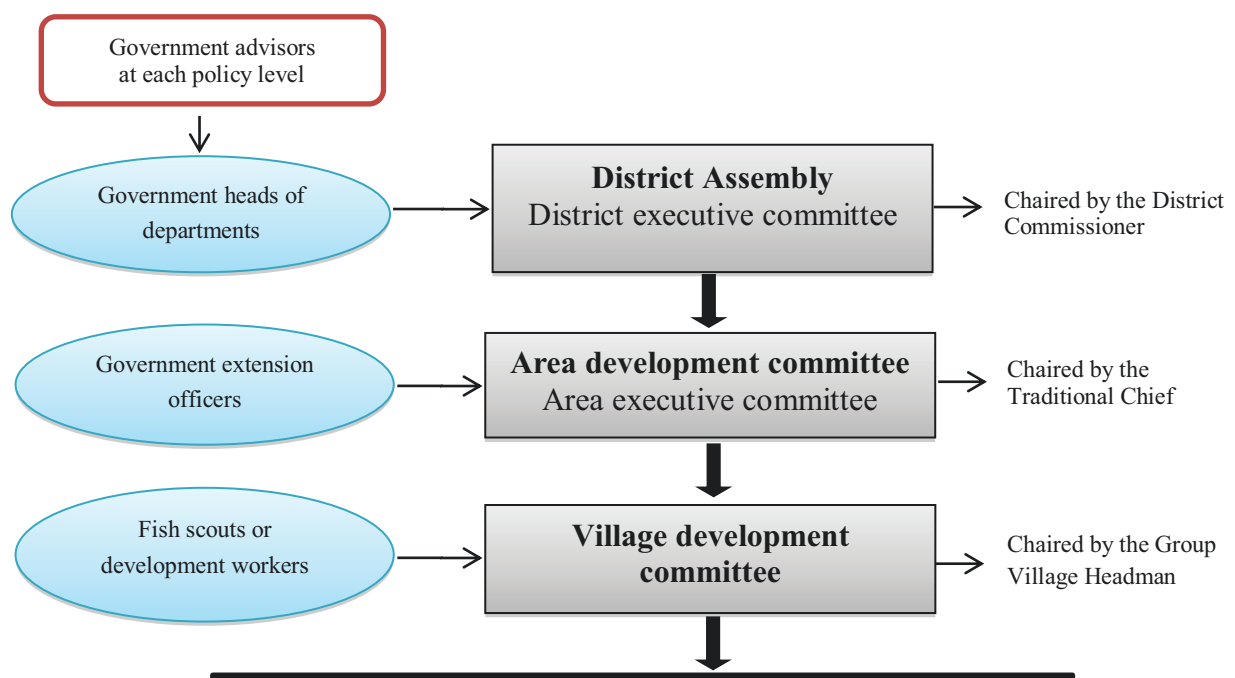 Government advisors
at each policy level
Government heads of
departments
District Assembly
District executive committee
Chaired by the District
Commissioner
Government extension
officers
Area development committee
Area executive committee
Chaired by the
Traditional Chief
Fish scouts or
development workers
Village development
committee
Chaired by the Group
Village Headman